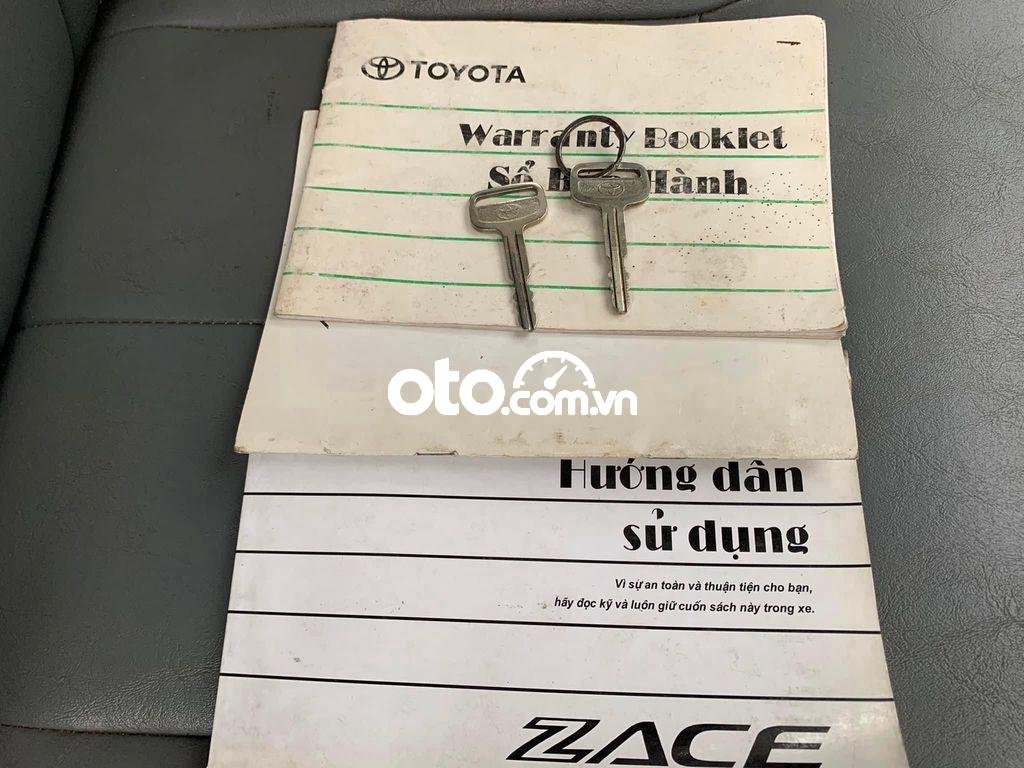 TOYOTA
Warranty Booklet
Sổ Hành
oto.com.vn
Hướng dẫn
sử dụng
Vì sự an toàn và thuận tiện cho bạn,
hãy đọc kỹ và luôn giữ cuốn sách này trong xe.
ZACE